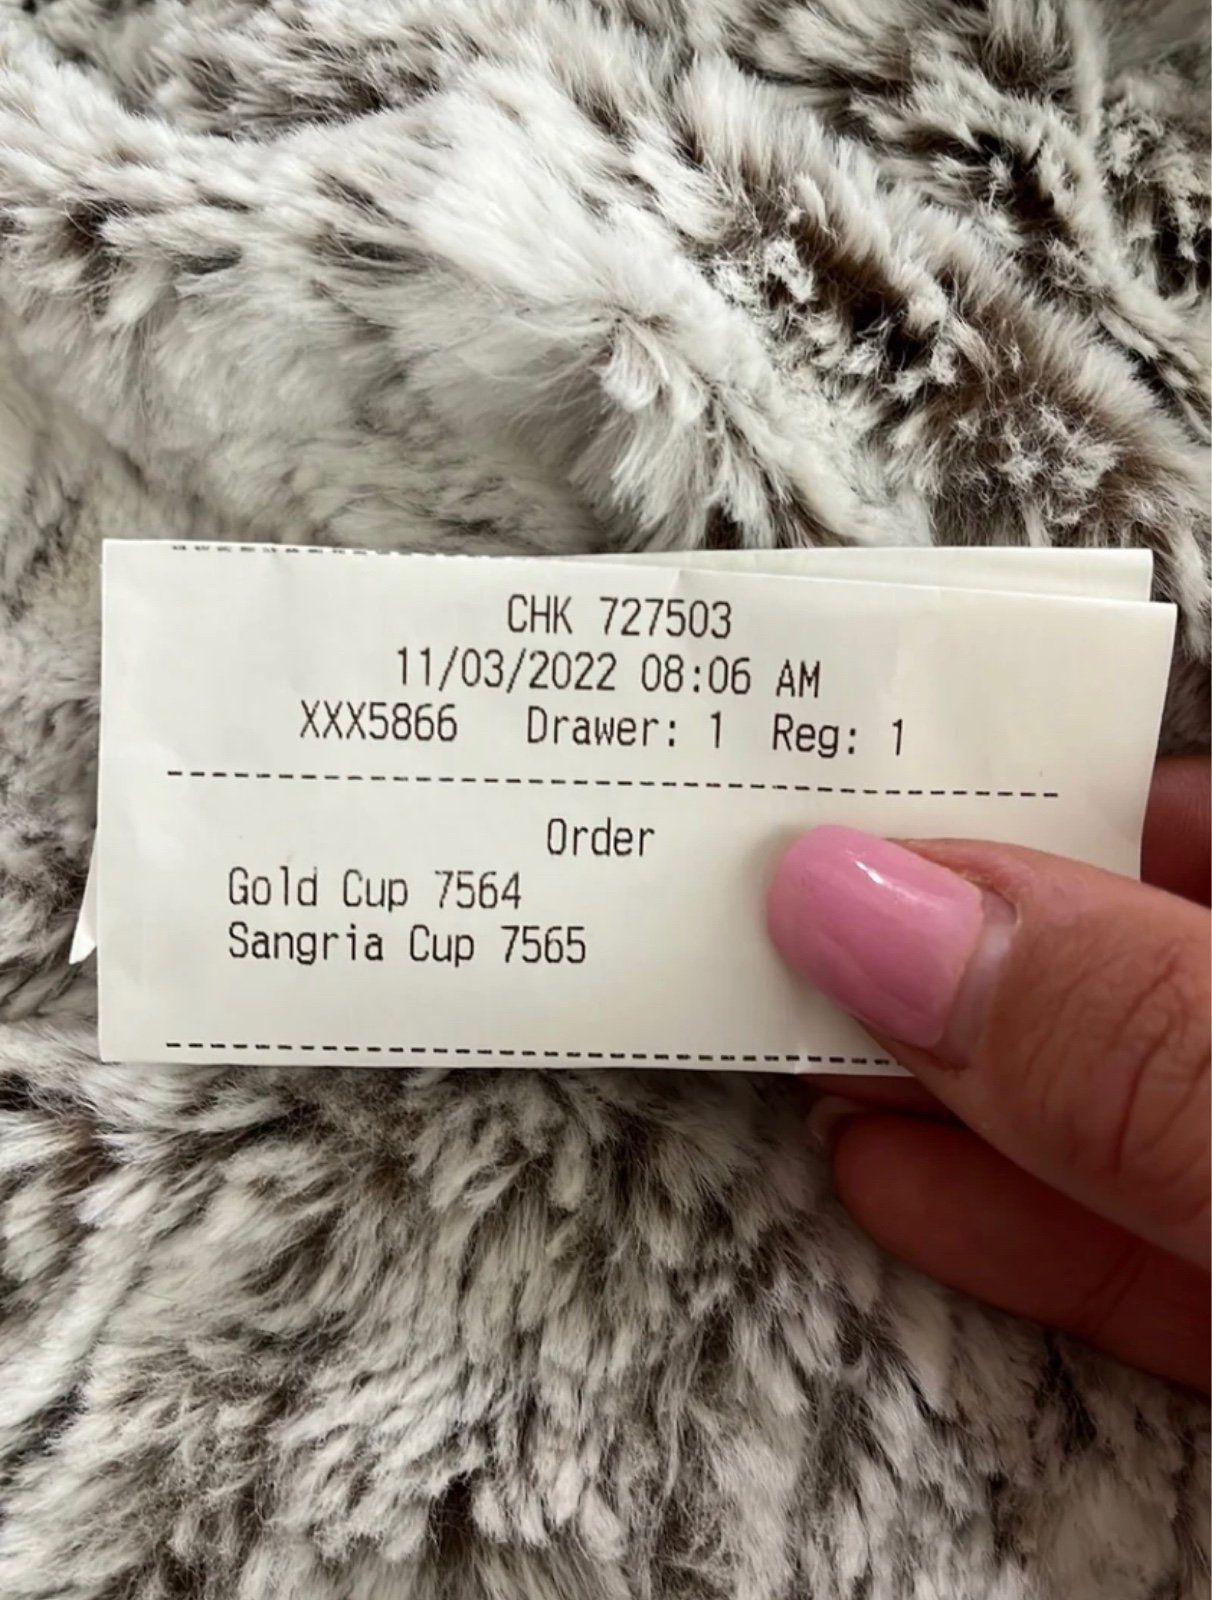 CHK 727503
11/03/2022 08:06 AM
XXX5866 Drawer: 1 Reg: 1
Order
Gold Cup 7564
Sangria Cup 7565